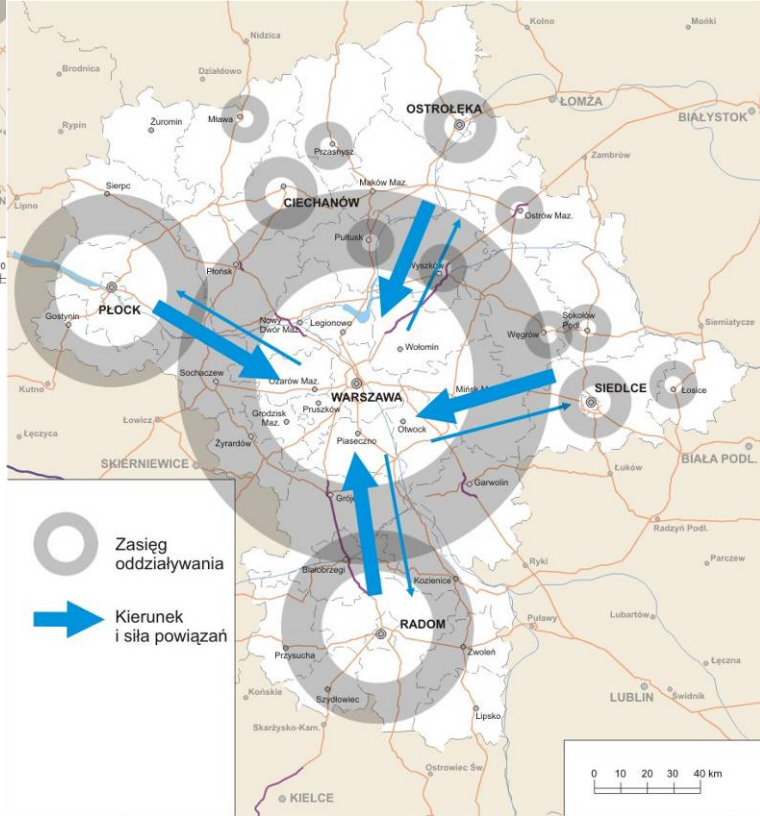 Kolno
Mońki
Nidzica
Brodnica
Działdowo
OSTROŁĘKA
ŁOMŻA
BIAŁYSTOK
Rypin
Żuromin
Mława
Przasnysz
Zambrów
Sierpc
Maków Maz.
Lipno
CIECHANÓW
Ostrów Maz.
Pułtusk
Płońsk
Wyszków
PŁOCK
Gostynin
Nowy
Dwór Maz.
Legionowo
Sokołów
Podl.
Siemiatycze
Węgrów
Wołomin
Sochaczew
Ożarów Maz.
Mińsk M
SIEDLCE
Łosice
Kutno
WARSZAWA
Pruszków
Grodzisk
Maz.
Łowicz
Otwock
Łęczyca
Żyrardów
Piaseczno
SKIERNIEWICE
BIAŁA PODL.
Łuków
Garwolin
Grój
Radzyń Podl.
Zasięg
oddziaływania
Ryki
Parczew
Białobrzegi
Kozienice
Kierunek
i siła powiązań
RADOM
Puławy
Lubartów
Przysucha
Zwoleń
Łęczna
Końskie
Szydłowiec
LUBLIN
Świdnik
Lipsko
Skarżysko-Kam.
Ostrowiec Św.
0 10 20 30 40 km
KIELCE